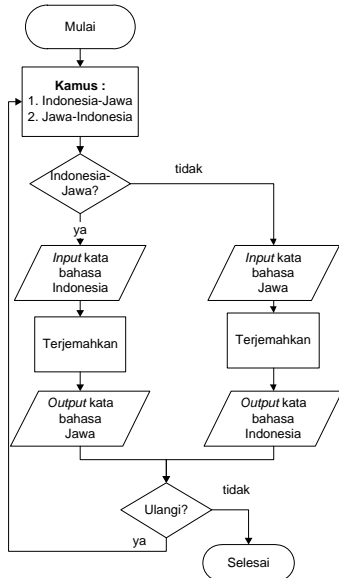 Mulai
Kamus :
1. Indonesia-Jawa
2. Jawa-Indonesia
Indonesia-
Jawa?
tidak
ya
Input kata
bahasa
Indonesia
Input kata
bahasa
Jawa
Terjemahkan
Terjemahkan
Output kata
bahasa
Jawa
Output kata
bahasa
Indonesia
Ulangi?
tidak
ya
Selesai